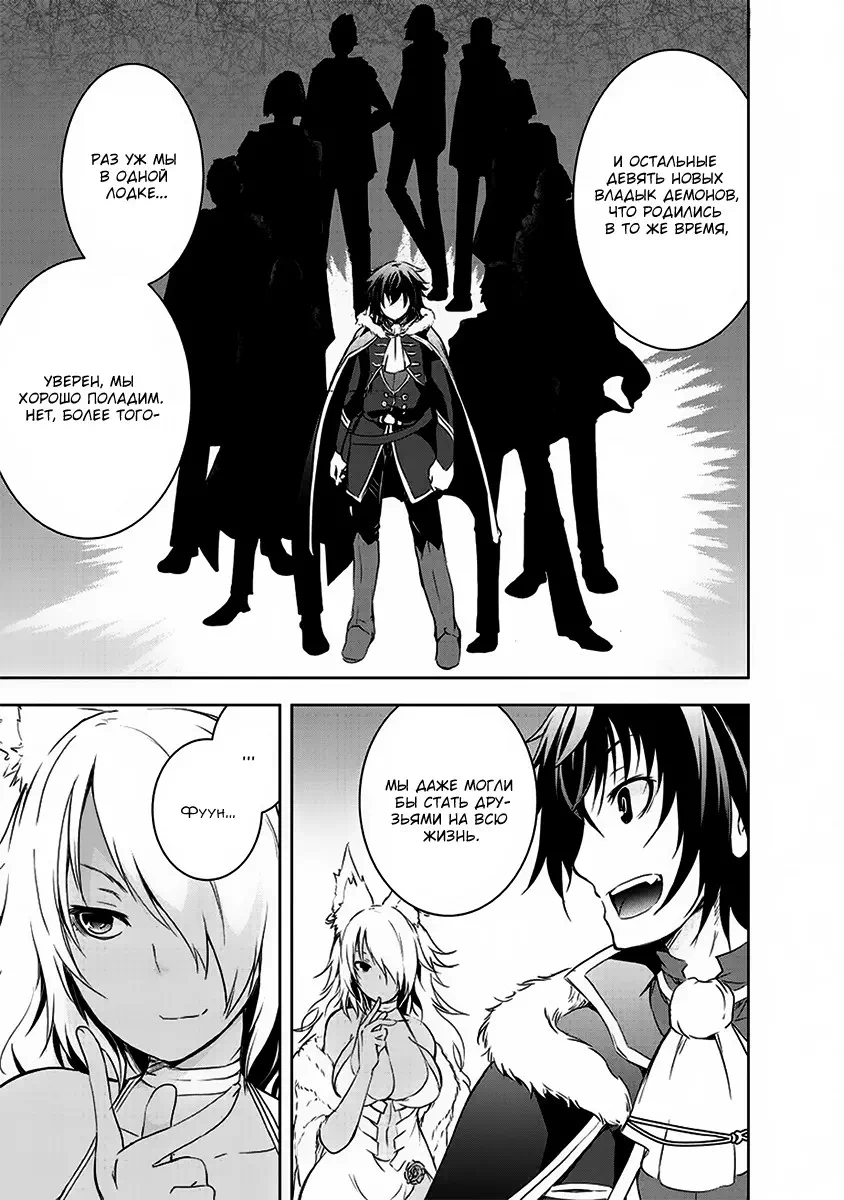 И ОСТАЛЬНЫЕ
ДЕВЯТЬ НОВЫХ
ВЛАДЫК ДЕМОНОВ,
ЧТО РОДИЛИСЬ
В ТО ЖЕ ВРЕМЯ,
РАЗ УЖ МЫ
В ОДНОЙ
ЛОДКЕ...
УВЕРЕН, МЫ
ХОРОШО ПОЛАДИМ.
НЕТ, БОЛЕЕ ТОГО-
МЫ ДАЖЕ МОГЛИ
БЫ СТАТЬ ДРУ-
ЗЬЯМИ НА ВСЮ
ЖИЗНЬ.
...
ФУУН...